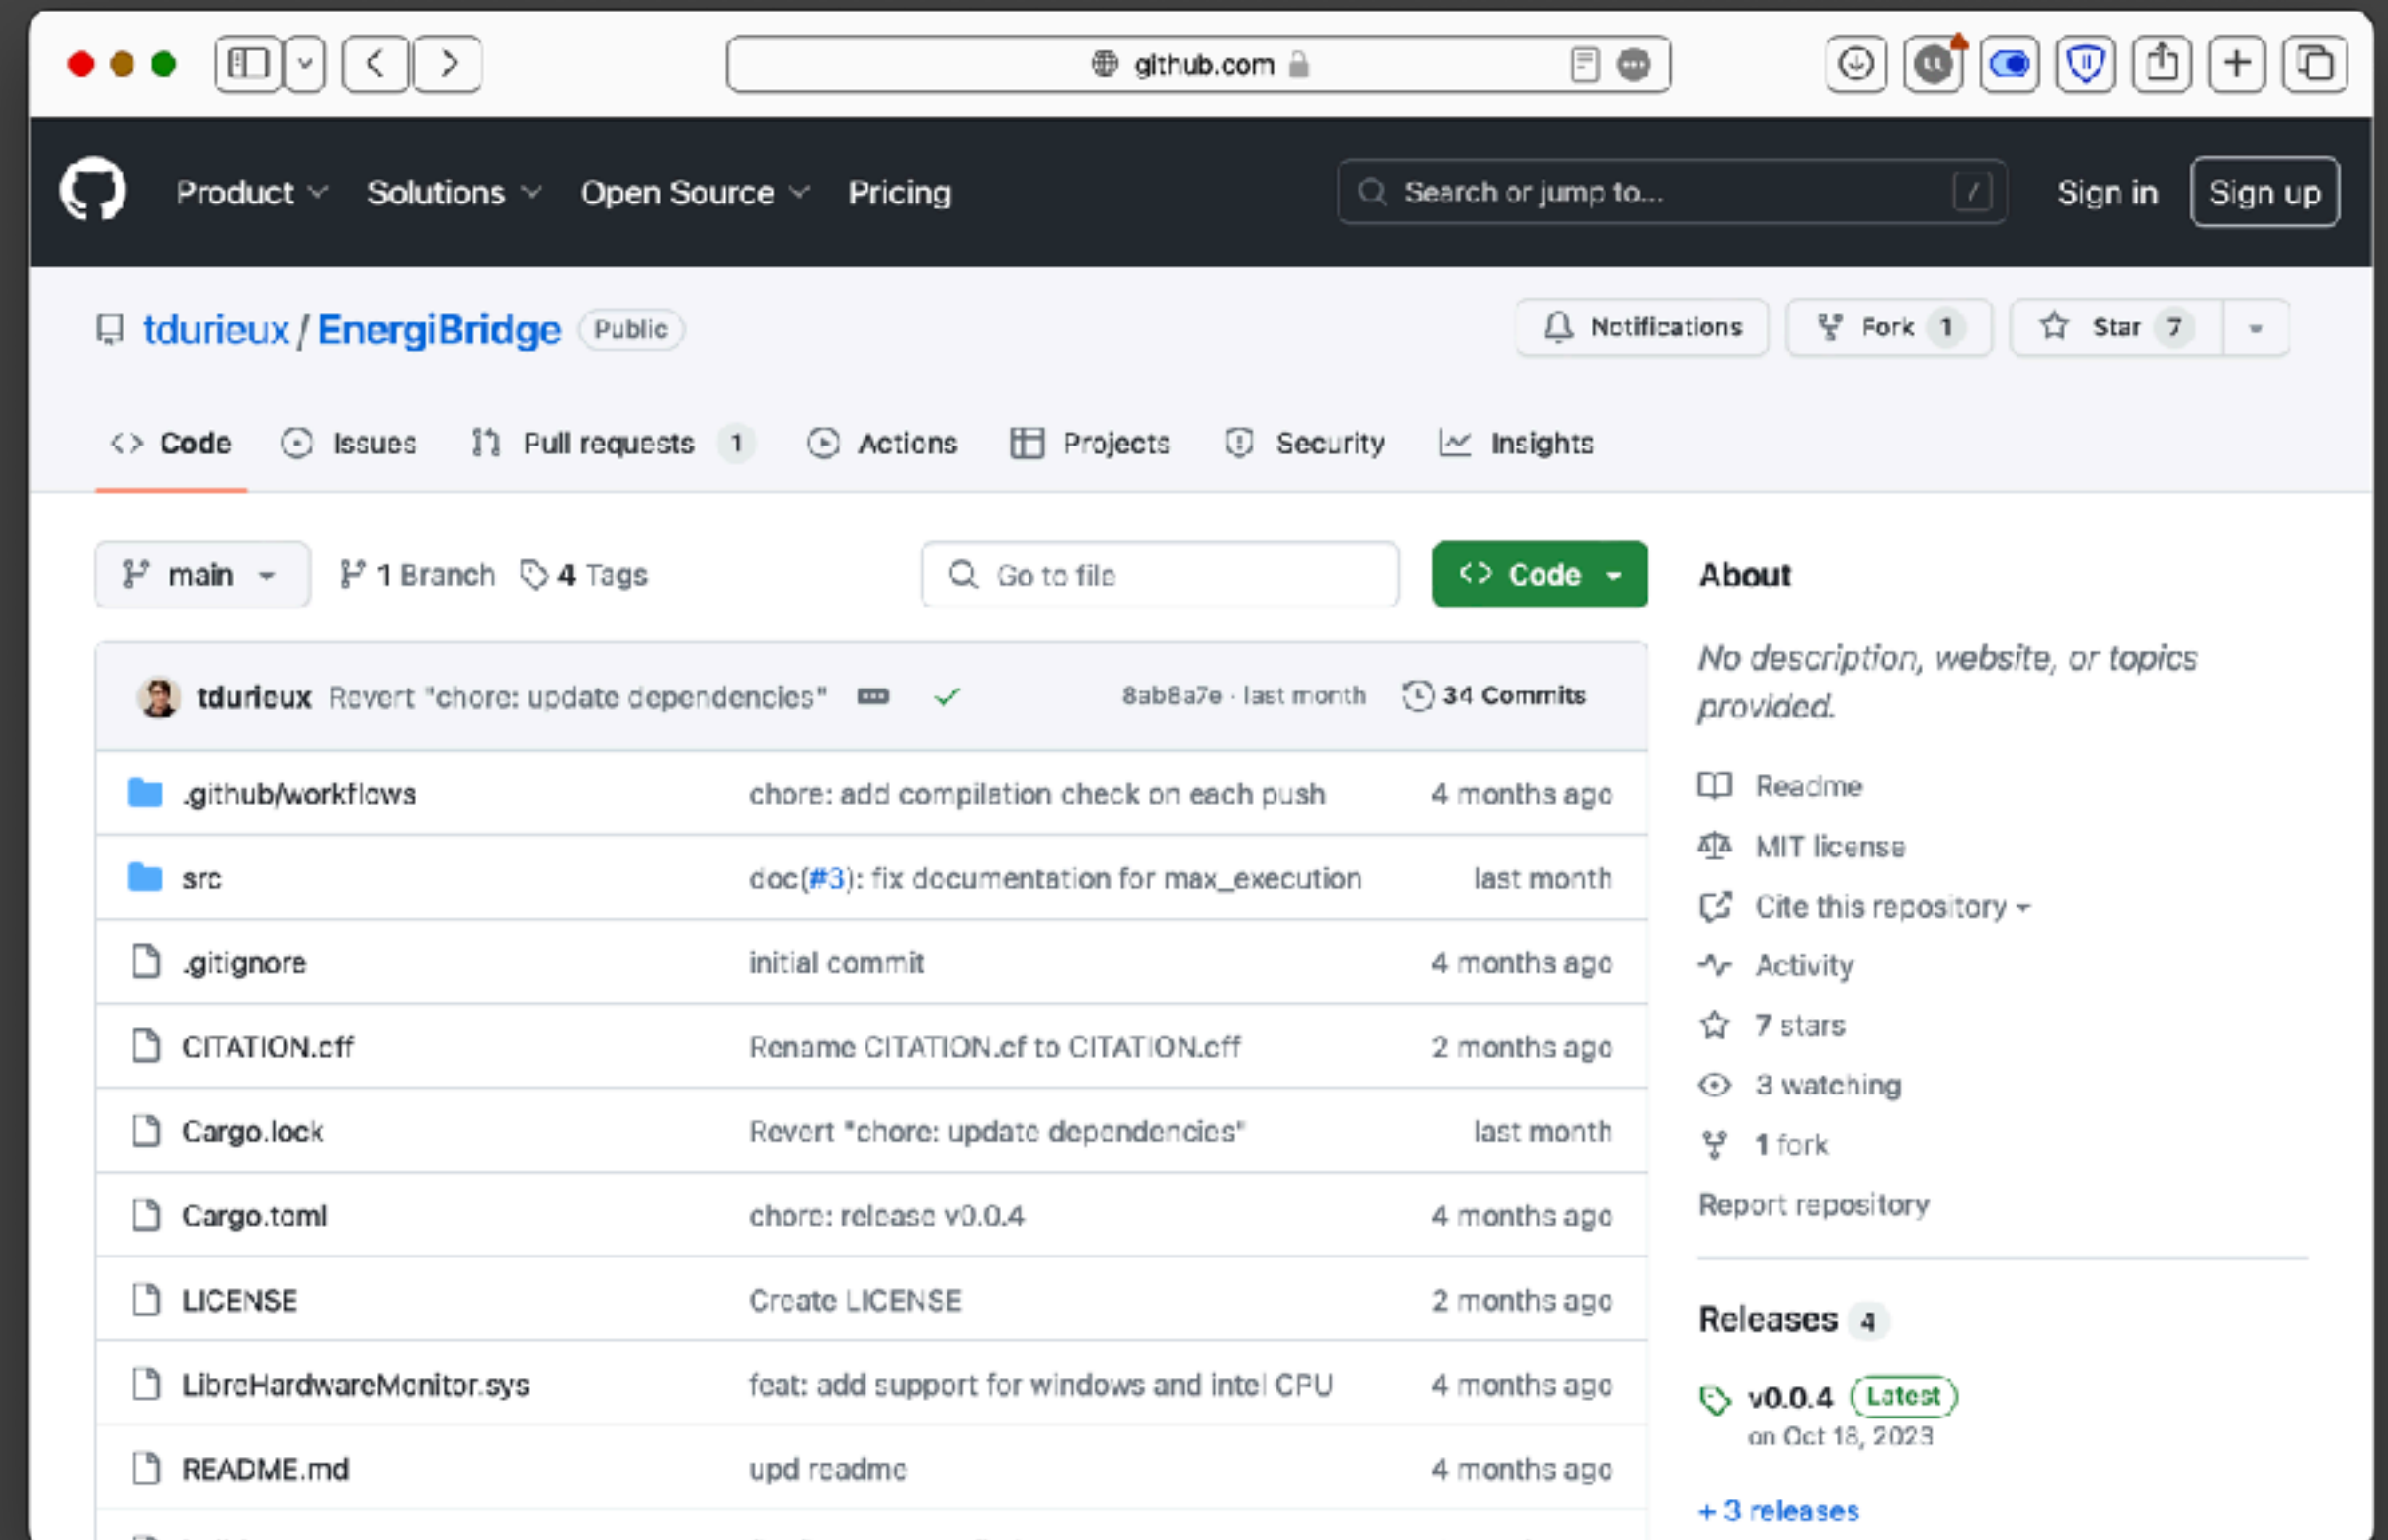 github.com
Product Solutions Open Source Pricing Search or jump to... / Sign in Sign up
tdurieux / EnergiBridge Public Notifications Fork 1 Star 7
Code Issues Pull requests 1 Actions Projects Security Insights
main 1 Branch 4 Tags Go to file Code
tdurieux Revert "chore: update dependencies" 8ab8a7e · last month 34 Commits
.github/workflows chore: add compilation check on each push 4 months ago
src doc(#3): fix documentation for max_execution last month
.gitignore initial commit 4 months ago
CITATION.cff Rename CITATION.cf to CITATION.cff 2 months ago
Cargo.lock Revert "chore: update dependencies" last month
Cargo.toml chore: release v0.0.4 4 months ago
LICENSE Create LICENSE 2 months ago
LibreHardwareMonitor.sys feat: add support for windows and intel CPU 4 months ago
README.md upd readme 4 months ago
About
No description, website, or topics
provided.
Readme
MIT license
Cite this repository
Activity
7 stars
3 watching
1 fork
Report repository
Releases 4
v0.0.4 Latest
on Oct 18, 2023
+ 3 releases